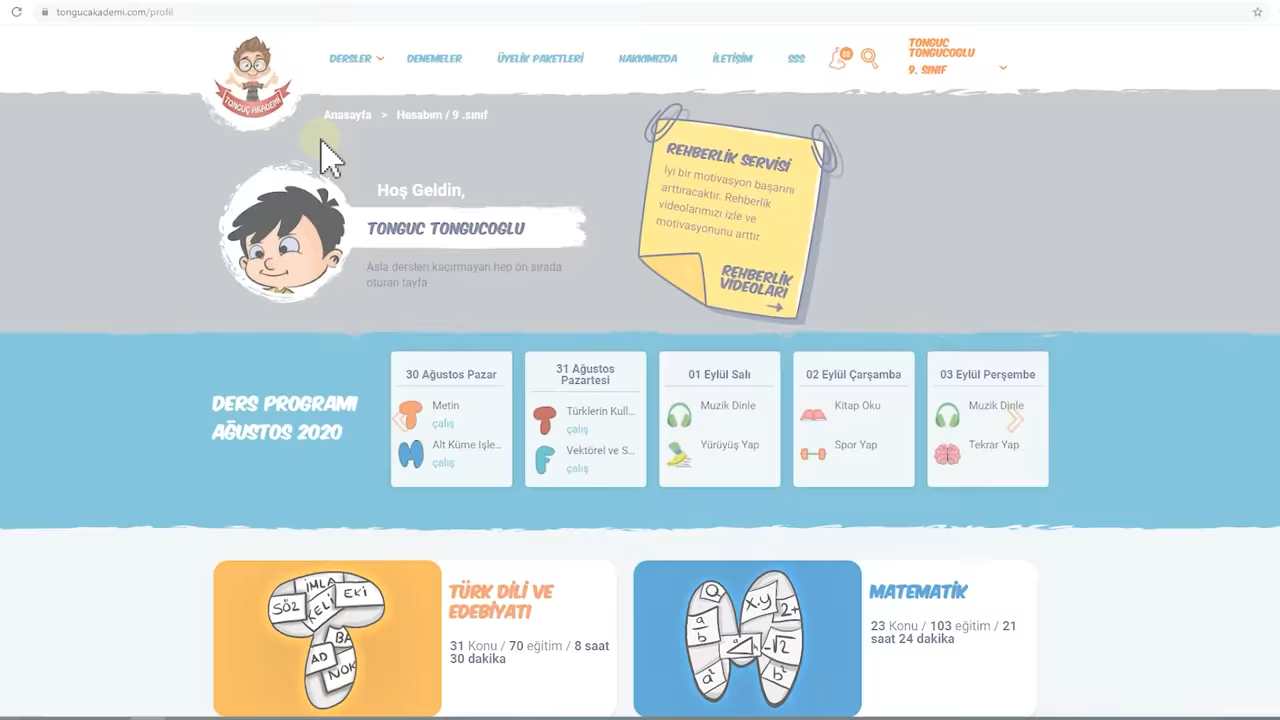 tongucakademi.com/profil
DERSLER
DENEMELER
ÜYELİK PAKETLERİ
HAKKIMIZDA
İLETİŞİM
SSS
TONGUC
TONGUCOGLU
9. SINIF
TONGUÇ AKADEMİ
Anasayfa > Hesabım / 9 .sınıf
Hoş Geldin,
TONGUC TONGUCOGLU
Asla dersleri kaçırmayan hep ön sırada
oturan tayfa
REHBERLİK SERVİSİ
İyi bir motivasyon başarını
arttıracaktır. Rehberlik
videolarımızı izle ve
motivasyonunu arttır.
REHBERLİK
VİDEOLARI
DERS PROGRAMI
AĞUSTOS 2020
30 Ağustos Pazar
Metin
çalış
Alt Küme İşle...
çalış
31 Ağustos
Pazartesi
Türklerin Kull...
çalış
Vektörel ve S...
çalış
01 Eylül Salı
Muzik Dinle
Yürüyüş Yap
02 Eylül Çarşamba
Kitap Oku
Spor Yap
03 Eylül Perşembe
Muzik Dinle
Tekrar Yap
İMLA
SÖZ
KELİ
EKİ
BA
AD
NOK
TÜRK DİLİ VE
EDEBİYATI
31 Konu / 70 eğitim / 8 saat
30 dakika
x.y
2+
a
b
√2
a²
b²
MATEMATİK
23 Konu / 103 eğitim / 21
saat 24 dakika